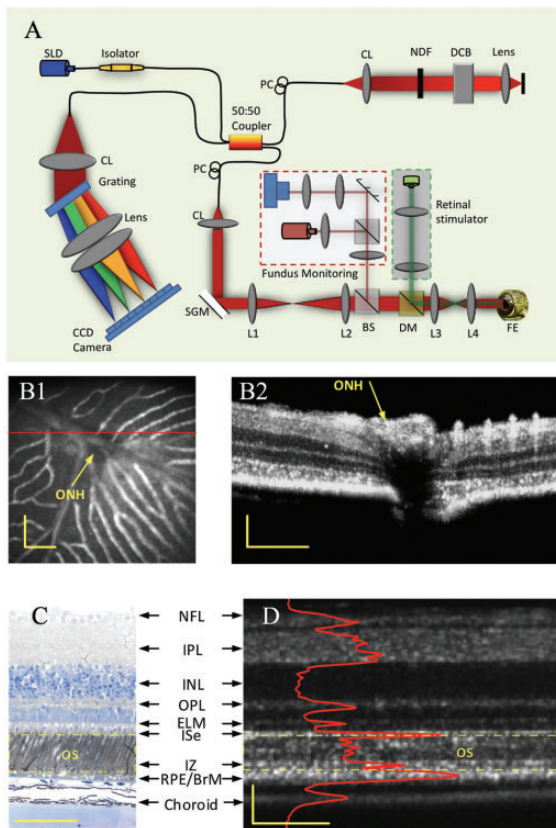 A
SLD
Isolator
CL
NDF
DCB
Lens
PC
50:50
Coupler
CL
PC
Grating
Lens
CL
Retinal
stimulator
Fundus Monitoring
CCD
Camera
SGM
L1
L2
BS
DM
L3
L4
FE
B1
ONH
B2
ONH
C
D
NFL
IPL
INL
OPL
ELM
ISe
OS
OS
IZ
RPE/BrM
Choroid